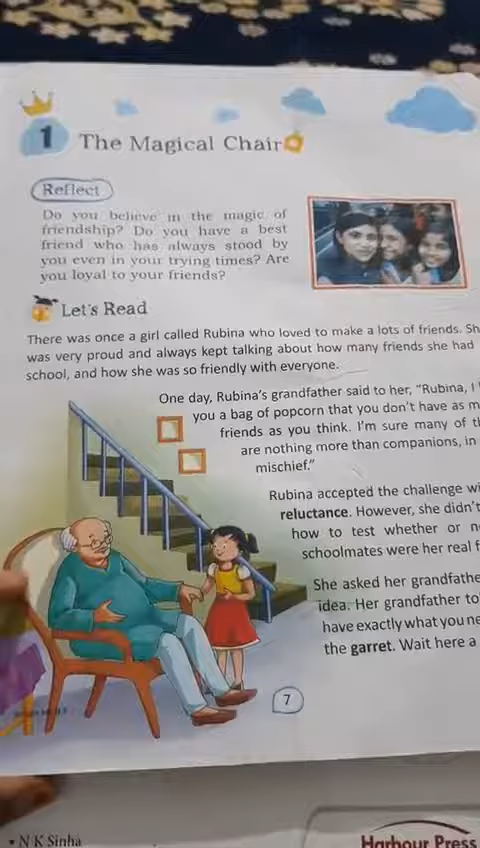 1 The Magical Chair
Reflect
Do you believe in the magic of
friendship? Do you have a best
friend who has always stood by
you even in your trying times? Are
you loyal to your friends?
Let's Read
There was once a girl called Rubina who loved to make a lots of friends. Sh
was very proud and always kept talking about how many friends she had
school, and how she was so friendly with everyone.
One day, Rubina's grandfather said to her, "Rubina, I
you a bag of popcorn that you don't have as m
friends as you think. I'm sure many of t
are nothing more than companions, in
mischief."
Rubina accepted the challenge wi
reluctance. However, she didn't
how to test whether or n
schoolmates were her real f
She asked her grandfathe
idea. Her grandfather to
have exactly what you ne
the garret. Wait here a
7
• N K Sinha
Harbour Press